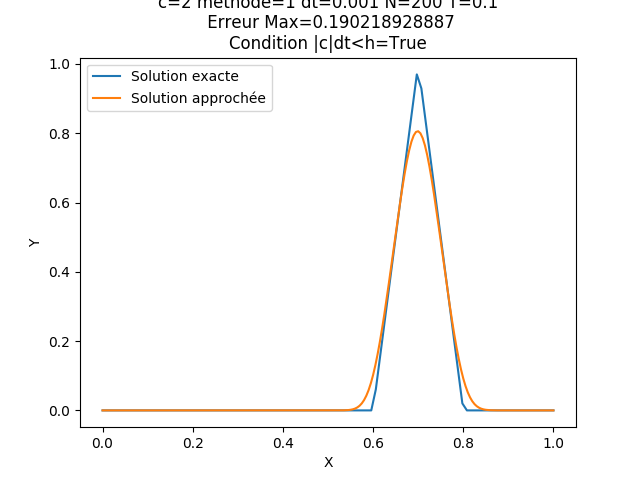 c=2 methode=1 dt=0.001 N=200 T=0.1
Erreur Max=0.190218928887
Condition |c|dt<h=True
Solution exacte
Solution approchée
1.0
0.8
0.6
0.4
0.2
0.0
Y
0.0 0.2 0.4 0.6 0.8 1.0
X